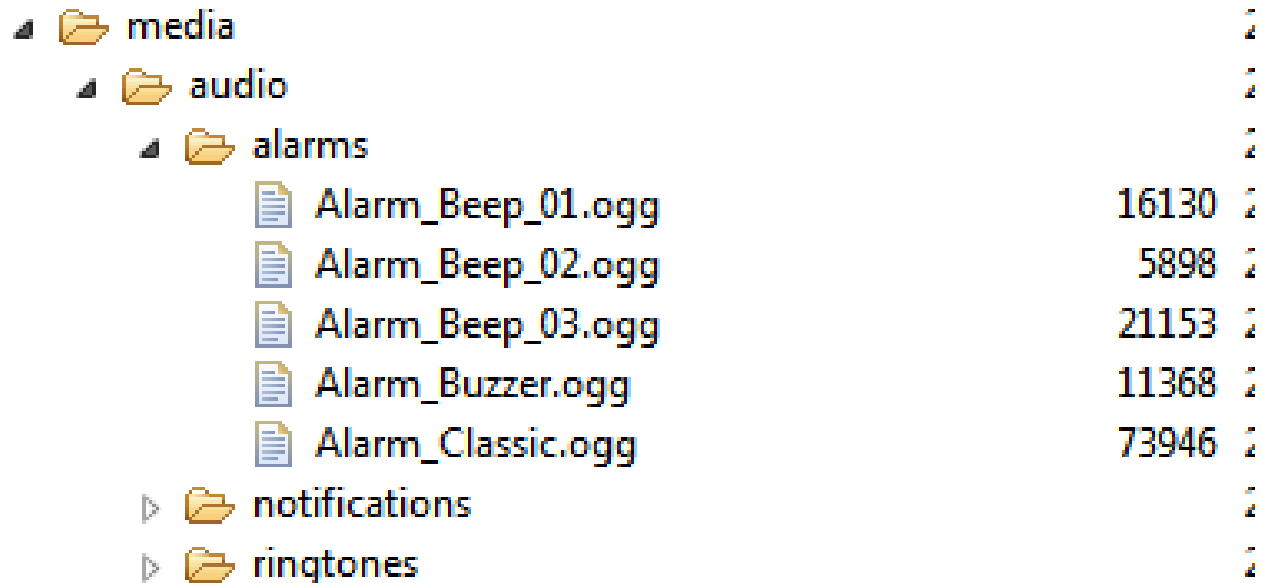 media
audio
alarms
Alarm_Beep_01.ogg 16130
Alarm_Beep_02.ogg 5898
Alarm_Beep_03.ogg 21153
Alarm_Buzzer.ogg 11368
Alarm_Classic.ogg 73946
notifications
ringtones